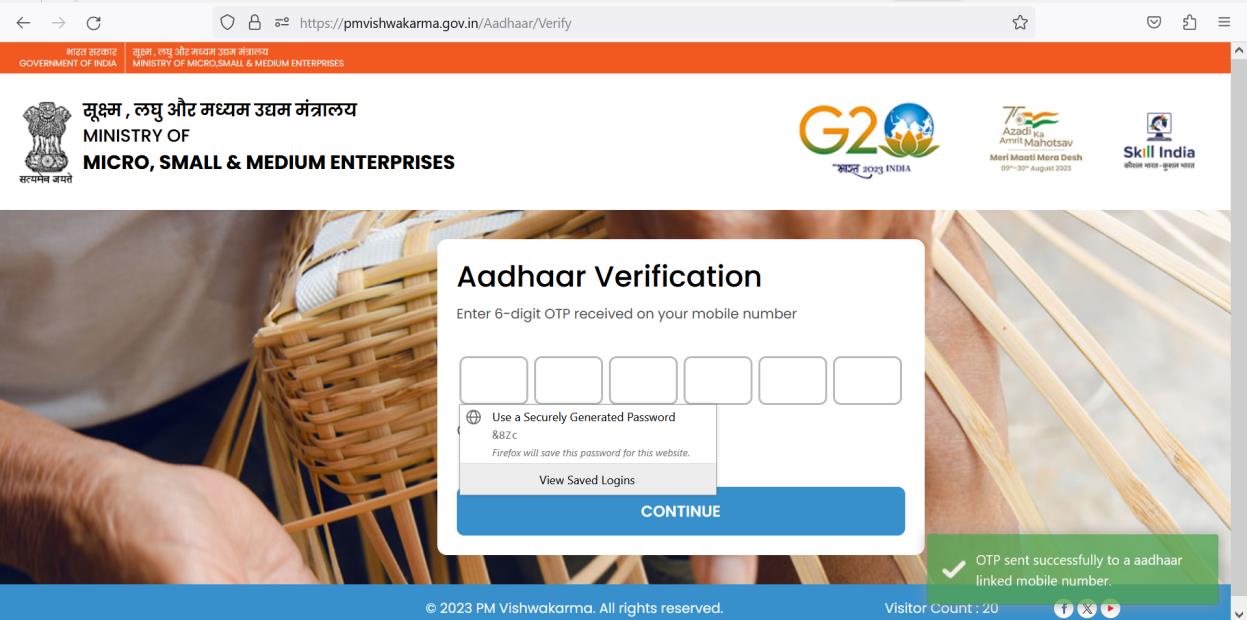 https://pmvishwakarma.gov.in/Aadhaar/Verify
भारत सरकार
GOVERNMENT OF INDIA
सूक्ष्म , लघु और मध्यम उद्यम मंत्रालय
MINISTRY OF MICRO,SMALL & MEDIUM ENTERPRISES
सत्यमेव जयते
सूक्ष्म , लघु और मध्यम उद्यम मंत्रालय
MINISTRY OF
MICRO, SMALL & MEDIUM ENTERPRISES
G20
भारत 2023 INDIA
75
Azadi Ka
Amrit Mahotsav
Meri Maati Mera Desh
09th-30th August 2023
Skill India
कौशल भारत-कुशल भारत
Aadhaar Verification
Enter 6-digit OTP received on your mobile number
Use a Securely Generated Password
&8Zc
Firefox will save this password for this website.
View Saved Logins
CONTINUE
OTP sent successfully to a aadhaar
linked mobile number.
© 2023 PM Vishwakarma. All rights reserved.
Visitor Count : 20